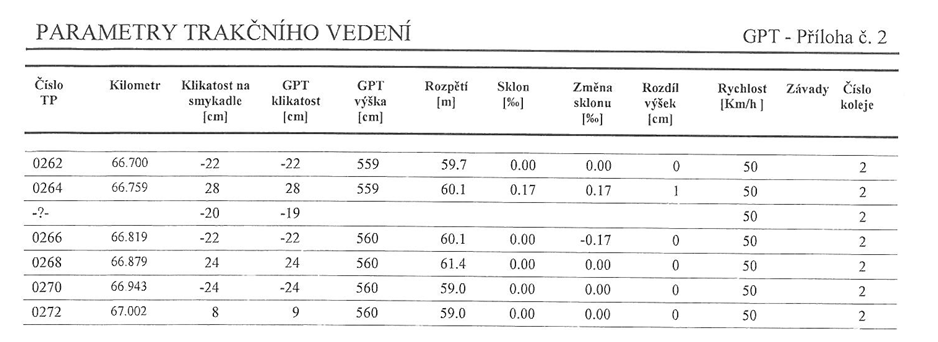 PARAMETRY TRAKČNÍHO VEDENÍ GPT - Příloha č. 2
Číslo TP Kilometr Klikatost na smykadle [cm] GPT klikatost [cm] GPT výška [cm] Rozpětí [m] Sklon [‰] Změna sklonu [‰] Rozdíl výšek [cm] Rychlost [Km/h ] Závady Číslo koleje
0262 66.700 -22 -22 559 59.7 0.00 0.00 0 50 2
0264 66.759 28 28 559 60.1 0.17 0.17 1 50 2
-?- -20 -19 50 2
0266 66.819 -22 -22 560 60.1 0.00 -0.17 0 50 2
0268 66.879 24 24 560 61.4 0.00 0.00 0 50 2
0270 66.943 -24 -24 560 59.0 0.00 0.00 0 50 2
0272 67.002 8 9 560 59.0 0.00 0.00 0 50 2